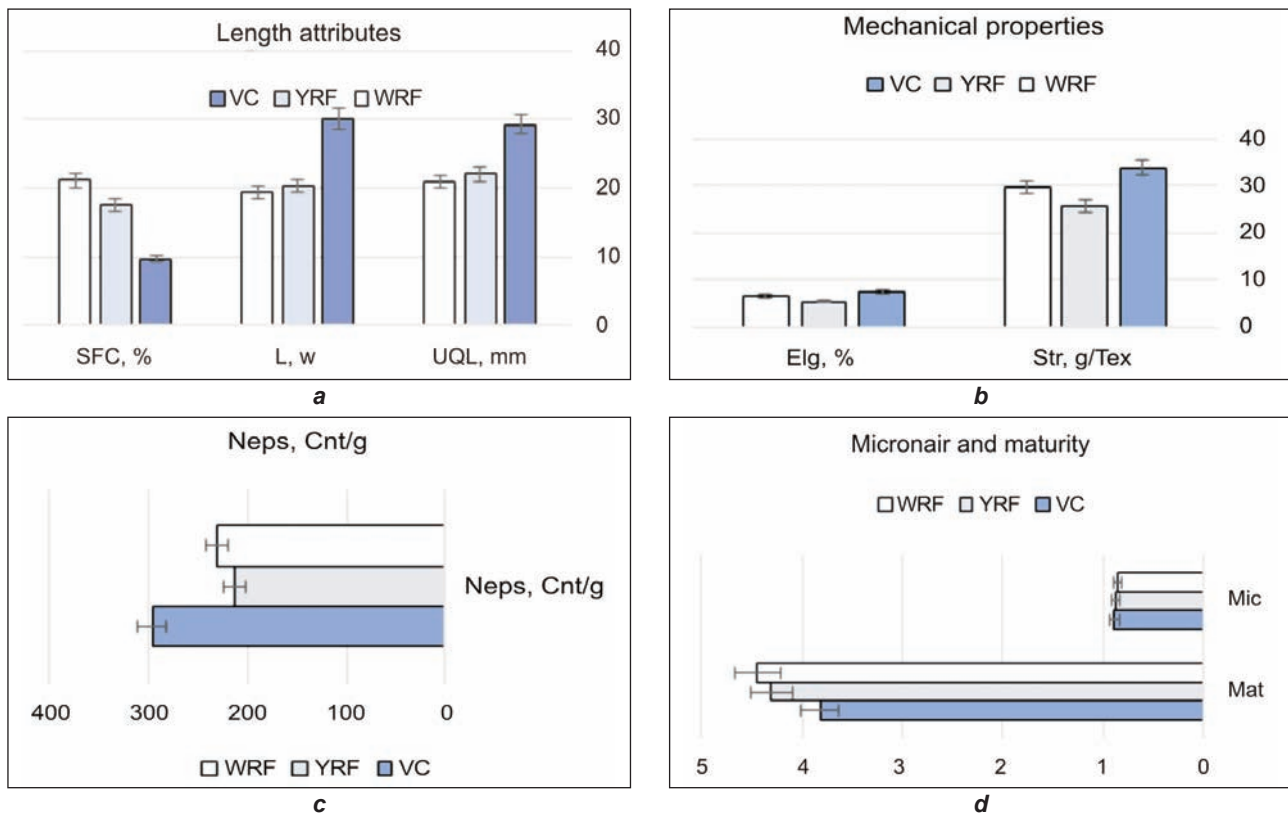 Length attributes
40
VC YRF WRF
30
20
10
0
SFC, % L, w UQL, mm
a
Mechanical properties
VC YRF WRF
40
30
20
10
0
Elg, % Str, g/Tex
b
Neps, Cnt/g
Neps, Cnt/g
400 300 200 100 0
WRF YRF VC
c
Micronair and maturity
WRF YRF VC
Mic
Mat
5 4 3 2 1 0
d